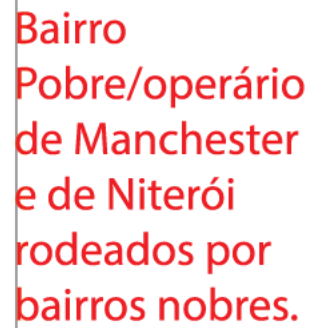 Bairro
Pobre/operário
de Manchester
e de Niterói
rodeados por
bairros nobres.